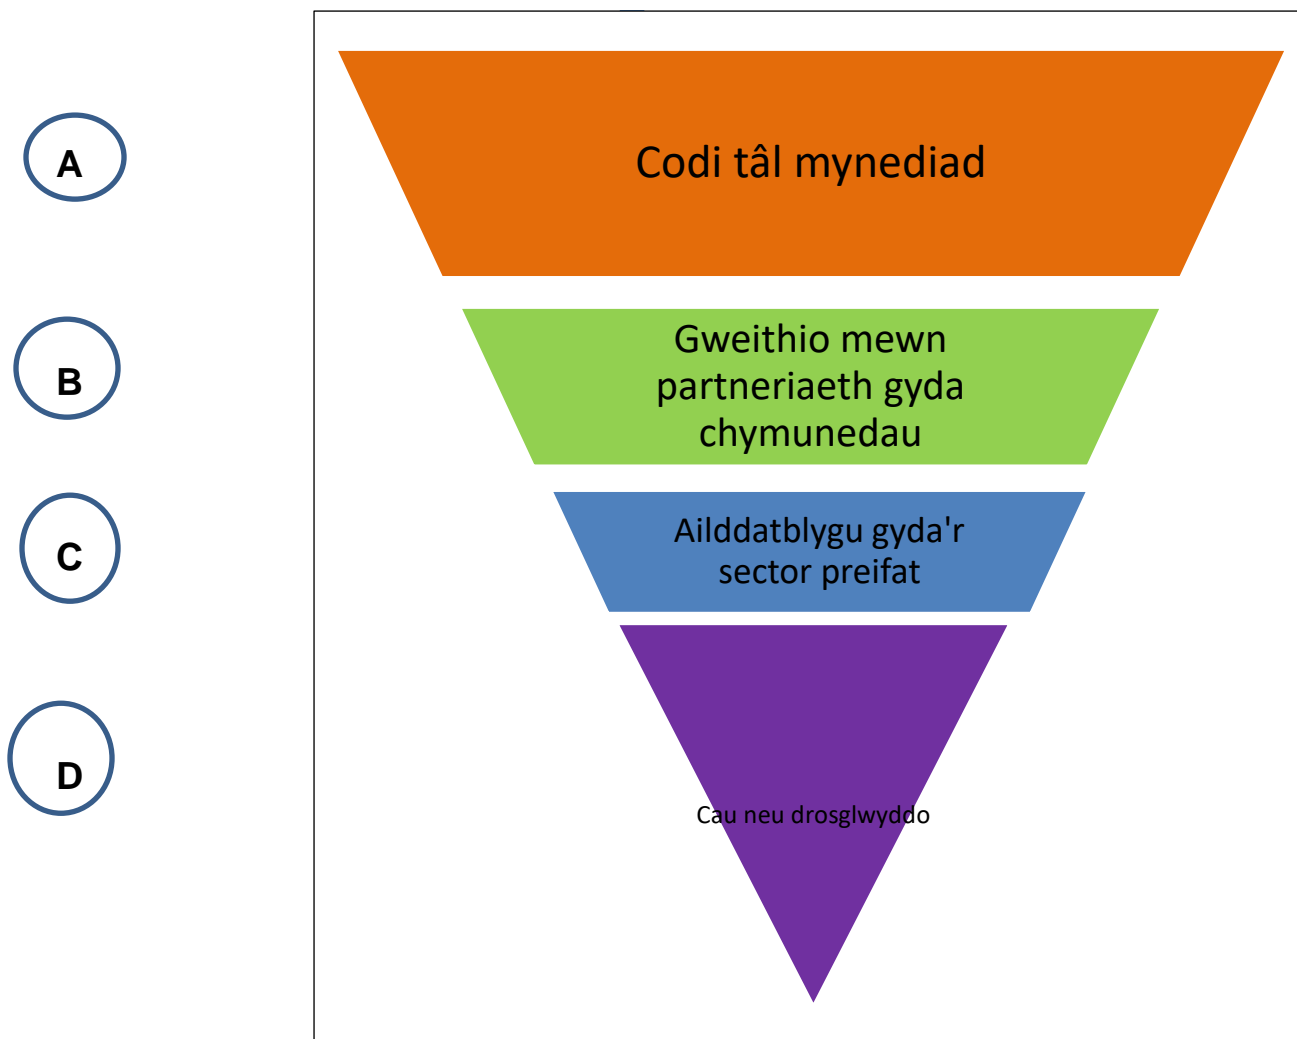 A
Codi tâl mynediad
B
Gweithio mewn
partneriaeth gyda
chymunedau
C
Ailddatblygu gyda'r
sector preifat
D
Cau neu drosglwyddo